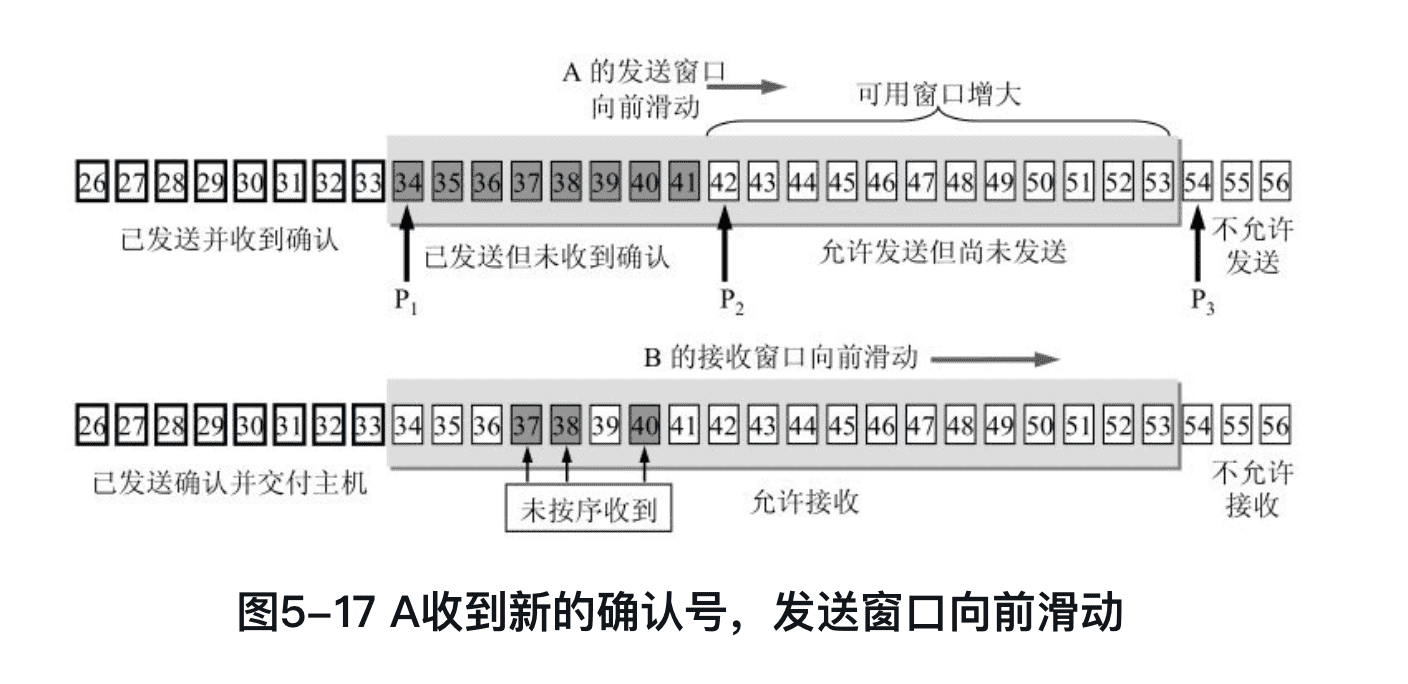 A 的发送窗口
向前滑动
可用窗口增大
26 27 28 29 30 31 32 33 34 35 36 37 38 39 40 41 42 43 44 45 46 47 48 49 50 51 52 53 54 55 56
已发送并收到确认
已发送但未收到确认
允许发送但尚未发送
不允许
发送
P1
P2
P3
B 的接收窗口向前滑动
26 27 28 29 30 31 32 33 34 35 36 37 38 39 40 41 42 43 44 45 46 47 48 49 50 51 52 53 54 55 56
已发送确认并交付主机
未按序收到
允许接收
不允许
接收
图5–17 A收到新的确认号，发送窗口向前滑动